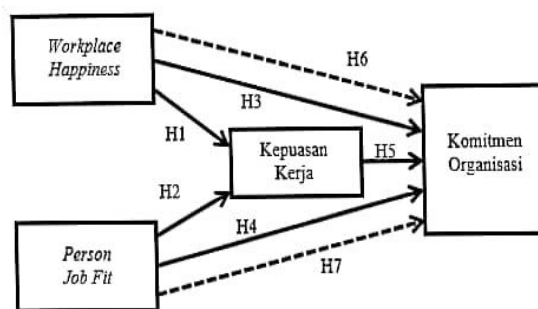 Workplace
Happiness
H6
H3
H1
Kepuasan
Kerja
H5
Komitmen
Organisasi
H2
H4
Person
Job Fit
H7